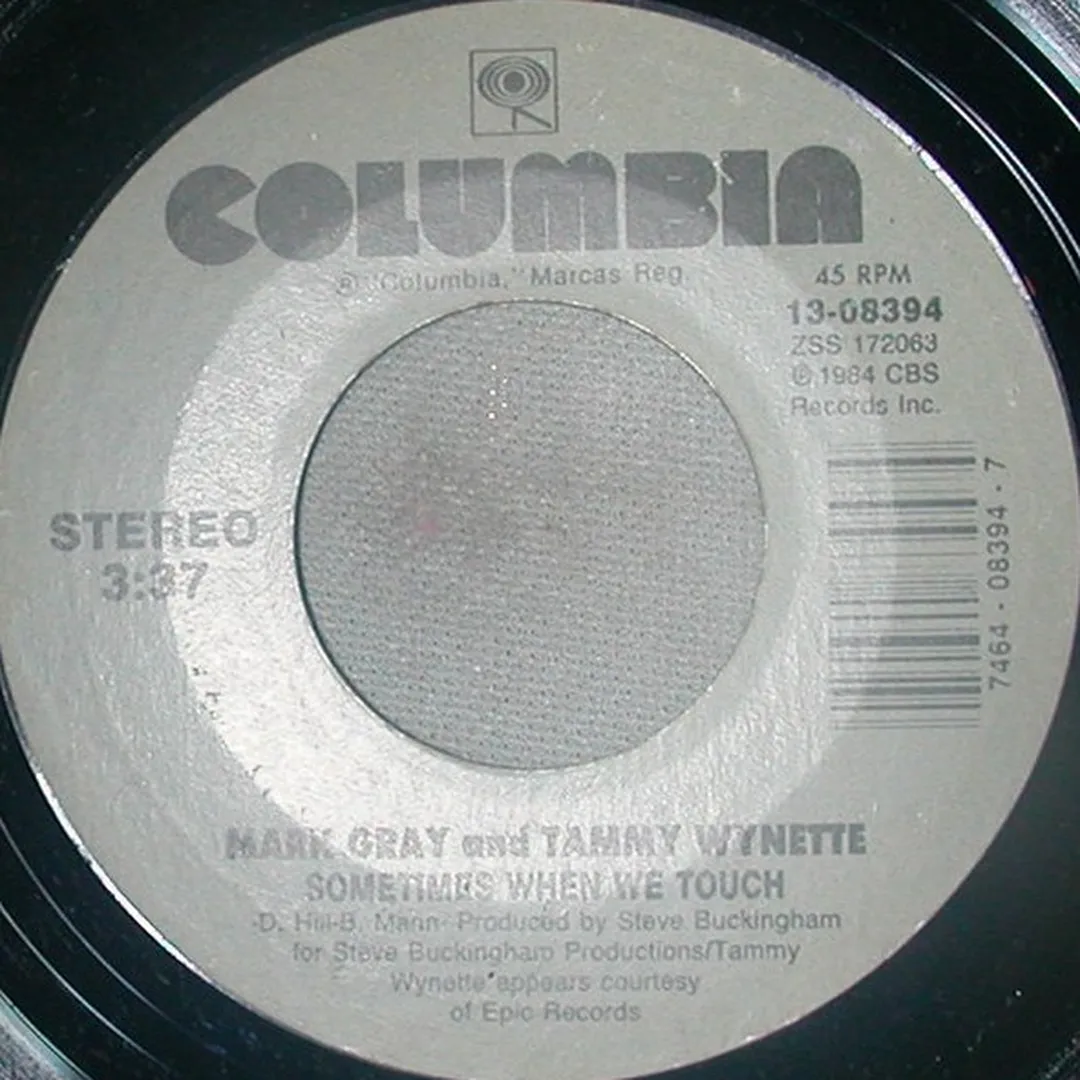 COLUMBIA
® "Columbia," Marcas Reg.
45 RPM
13-08394
ZSS 172063
℗ 1984 CBS
Records Inc.
7464 - 08394 - 7
STEREO
3:37
MARK GRAY and TAMMY WYNETTE
SOMETIMES WHEN WE TOUCH
-D. Hill-B. Mann- Produced by Steve Buckingham
for Steve Buckingham Productions/Tammy
Wynette appears courtesy
of Epic Records